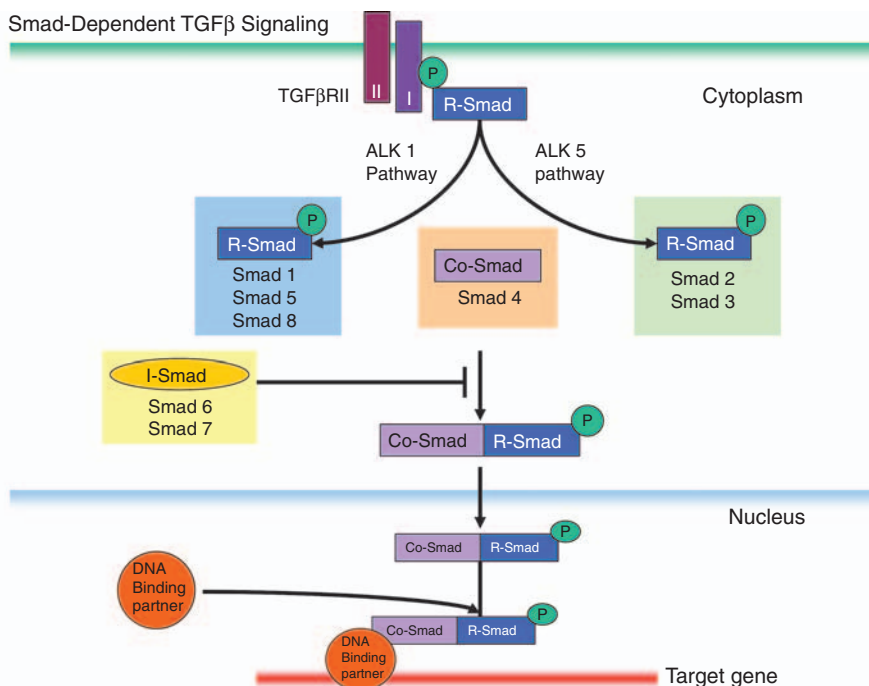 Smad-Dependent TGFβ Signaling
TGFβRII
II
I
P
R-Smad
Cytoplasm
ALK 1
Pathway
ALK 5
pathway
P
R-Smad
Smad 1
Smad 5
Smad 8
Co-Smad
Smad 4
P
R-Smad
Smad 2
Smad 3
I-Smad
Smad 6
Smad 7
Co-Smad
R-Smad
P
Nucleus
Co-Smad
R-Smad
P
DNA
Binding
partner
Co-Smad
R-Smad
P
DNA
Binding
partner
Target gene